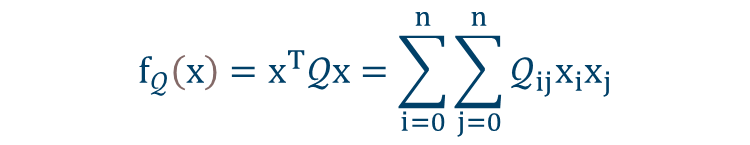 f_𝒬(x) = x^T𝒬x = ∑_{i=0}^{n} ∑_{j=0}^{n} 𝒬_{ij}x_ix_j